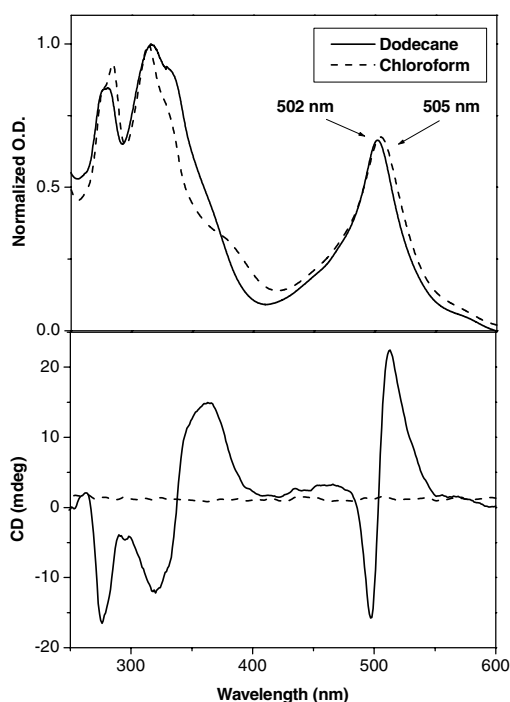 1.0
Dodecane
Chloroform
502 nm
505 nm
Normalized O.D.
0.5
0.0
20
10
CD (mdeg)
0
-10
-20
300
400
500
600
Wavelength (nm)